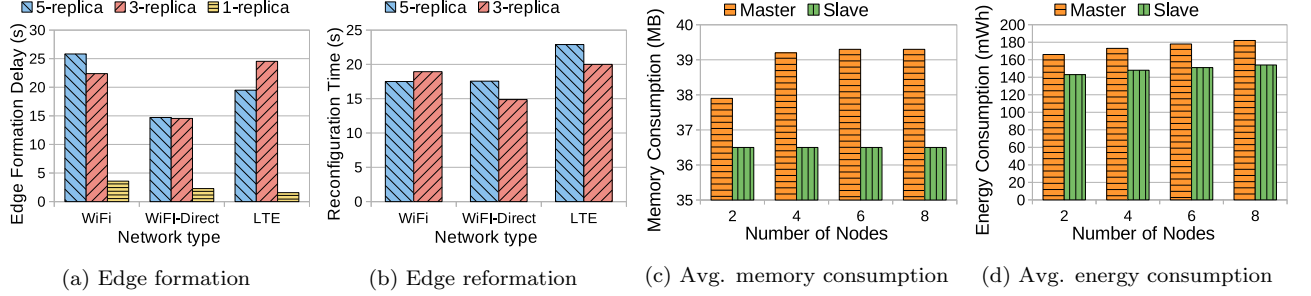 5-replica 3-replica 1-replica
Edge Formation Delay (s)
30
25
20
15
10
5
0
WiFi WiFI-Direct LTE
Network type
(a) Edge formation
5-replica 3-replica
Reconfiguration Time (s)
25
20
15
10
5
0
WiFi WiFI-Direct LTE
Network type
(b) Edge reformation
Master Slave
Memory Consumption (MB)
40
39
38
37
36
35
2 4 6 8
Number of Nodes
(c) Avg. memory consumption
Master Slave
Energy Consumption (mWh)
200
180
160
140
120
100
80
60
40
20
0
2 4 6 8
Number of Nodes
(d) Avg. energy consumption